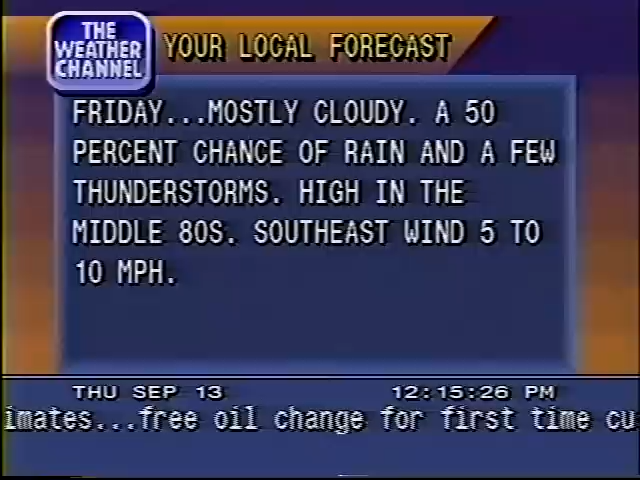 THE
WEATHER
CHANNEL
YOUR LOCAL FORECAST
FRIDAY...MOSTLY CLOUDY. A 50
PERCENT CHANCE OF RAIN AND A FEW
THUNDERSTORMS. HIGH IN THE
MIDDLE 80S. SOUTHEAST WIND 5 TO
10 MPH.
THU SEP 13 12:15:26 PM
imates...free oil change for first time cu